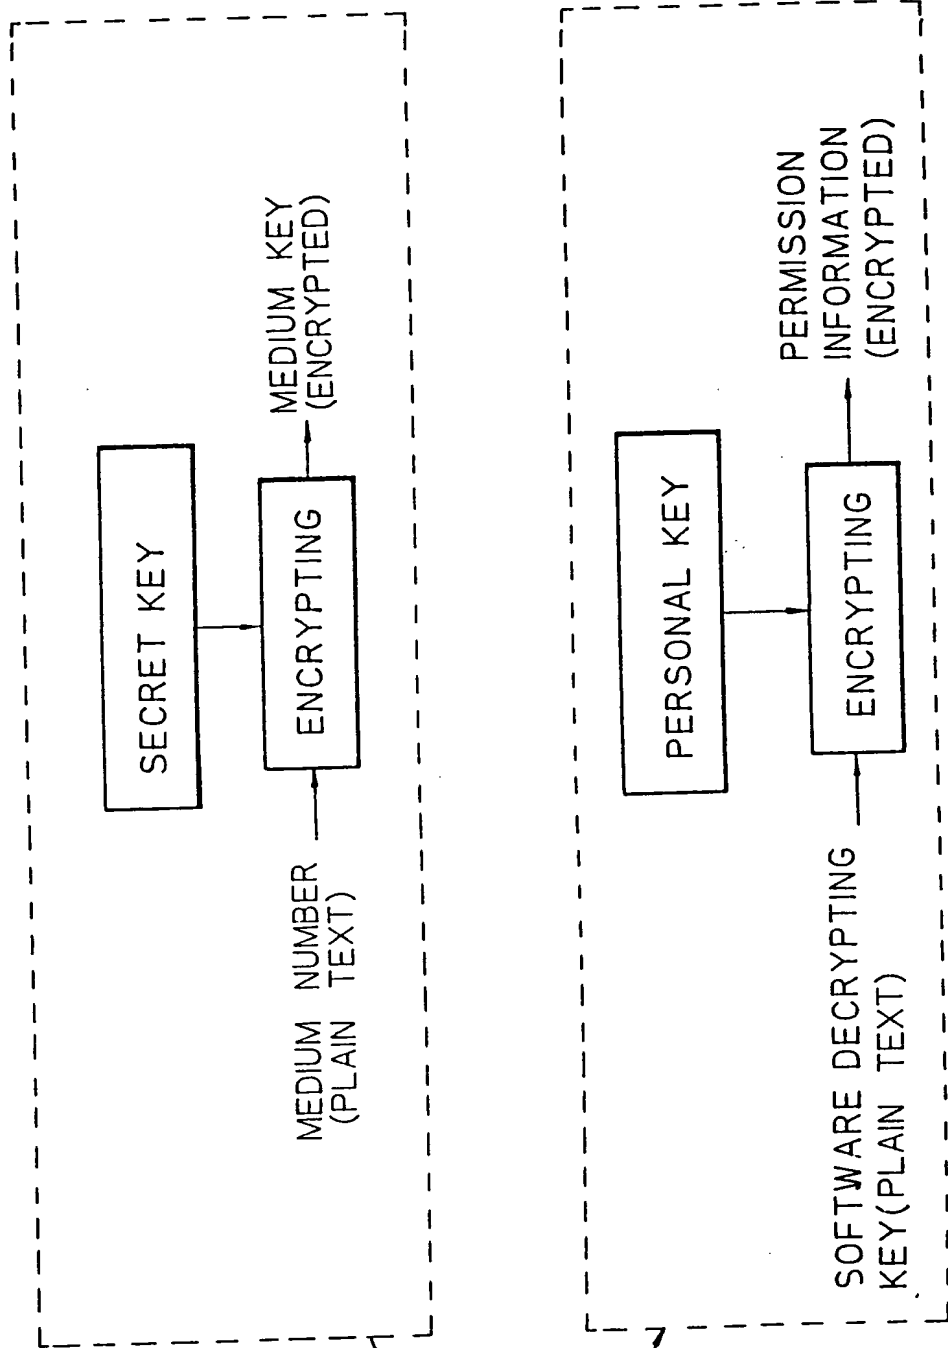 SECRET KEY
MEDIUM NUMBER
(PLAIN TEXT)
ENCRYPTING
MEDIUM KEY
(ENCRYPTED)
PERSONAL KEY
SOFTWARE DECRYPTING
KEY(PLAIN TEXT)
ENCRYPTING
PERMISSION
INFORMATION
(ENCRYPTED)